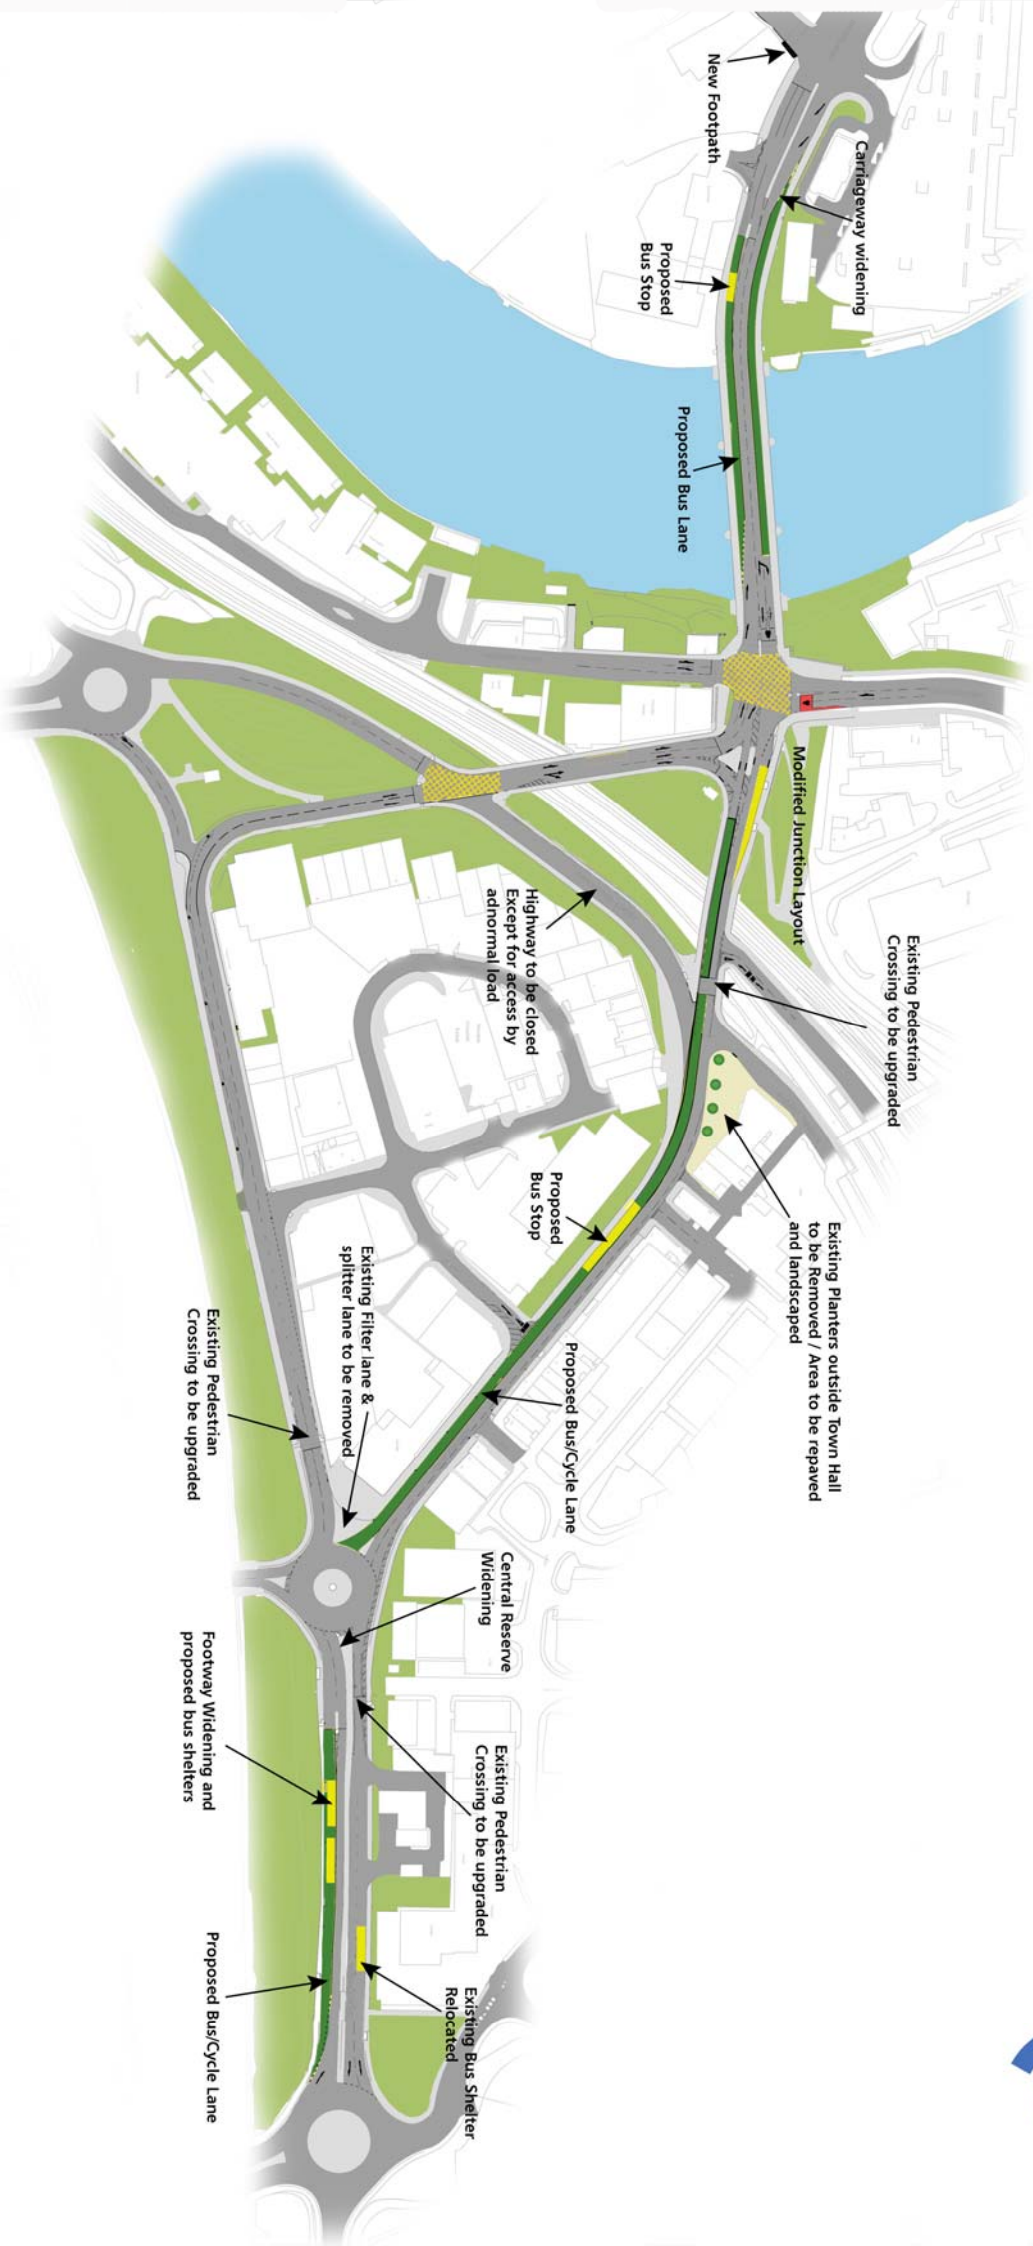 New Footpath
Carriageway widening
Proposed
Bus Stop
Proposed Bus Lane
Modified Junction Layout
Existing Pedestrian
Crossing to be upgraded
Highway to be closed
Except for access by
adnormal load
Existing Planters outside Town Hall
to be Removed / Area to be repaved
and landscaped
Proposed
Bus Stop
Proposed Bus/Cycle Lane
Existing Filter lane &
splitter lane to be removed
Existing Pedestrian
Crossing to be upgraded
Central Reserve
Widening
Footway Widening and
proposed bus shelters
Existing Pedestrian
Crossing to be upgraded
Existing Bus Shelter
Relocated
Proposed Bus/Cycle Lane